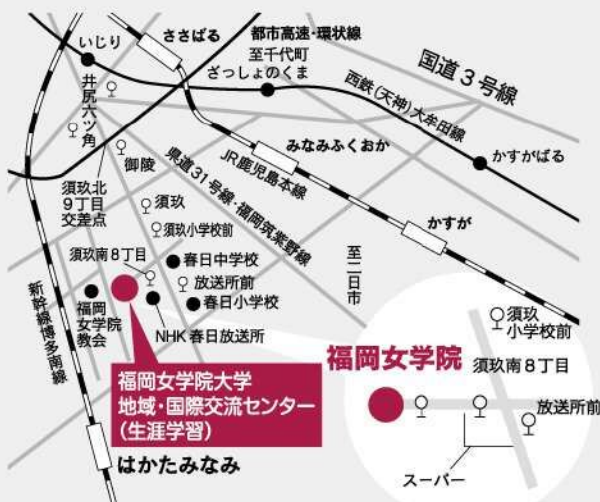 ささばる
いじり
都市高速・環状線
至千代町
ざっしょのくま
国道3号線
西鉄(天神)大牟田線
井尻六ツ角
御陵
みなみふくおか
かすがばる
県道31号線・福岡筑紫野線
JR鹿児島本線
須玖北
9丁目
交差点
須玖
須玖小学校前
かすが
至二日市
須玖南8丁目
春日中学校
放送所前
春日小学校
福岡
女学院
教会
NHK春日放送所
新幹線博多南線
福岡女学院大学
地域・国際交流センター
(生涯学習)
はかたみなみ
福岡女学院
須玖
小学校前
須玖南8丁目
放送所前
スーパー